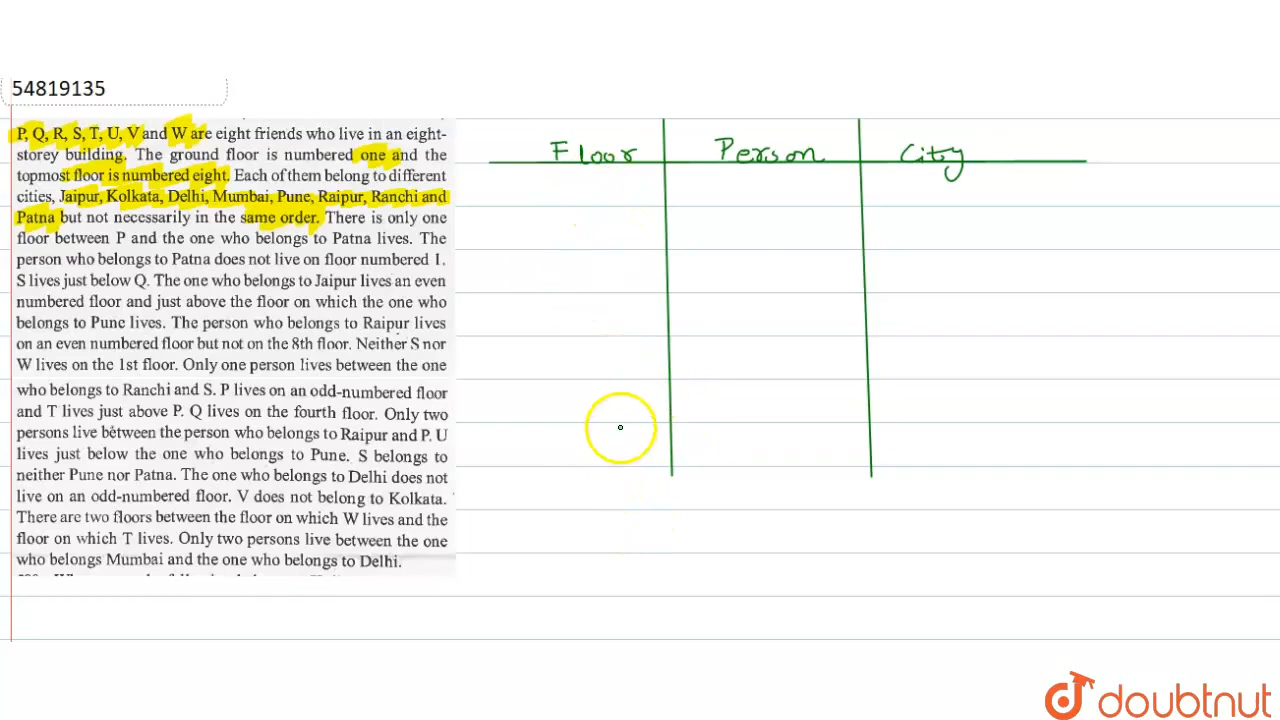 54819135
P, Q, R, S, T, U, V and W are eight friends who live in an eight-
storey building. The ground floor is numbered one and the
topmost floor is numbered eight. Each of them belong to different
cities, Jaipur, Kolkata, Delhi, Mumbai, Pune, Raipur, Ranchi and
Patna but not necessarily in the same order. There is only one
floor between P and the one who belongs to Patna lives. The
person who belongs to Patna does not live on floor numbered 1.
S lives just below Q. The one who belongs to Jaipur lives an even
numbered floor and just above the floor on which the one who
belongs to Pune lives. The person who belongs to Raipur lives
on an even numbered floor but not on the 8th floor. Neither S nor
W lives on the 1st floor. Only one person lives between the one
who belongs to Ranchi and S. P lives on an odd-numbered floor
and T lives just above P. Q lives on the fourth floor. Only two
persons live between the person who belongs to Raipur and P. U
lives just below the one who belongs to Pune. S belongs to
neither Pune nor Patna. The one who belongs to Delhi does not
live on an odd-numbered floor. V does not belong to Kolkata.
There are two floors between the floor on which W lives and the
floor on which T lives. Only two persons live between the one
who belongs Mumbai and the one who belongs to Delhi.
Floor Person City
doubtnut